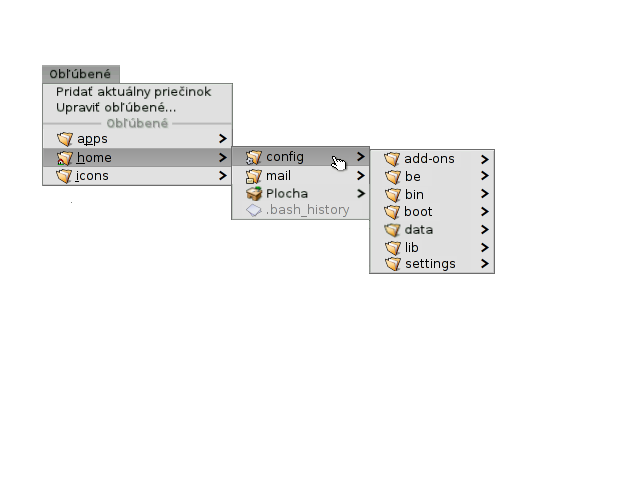 Obľúbené
Pridať aktuálny priečinok
Upraviť obľúbené...
Obľúbené
apps
home
icons
config
mail
Plocha
.bash_history
add-ons
be
bin
boot
data
lib
settings